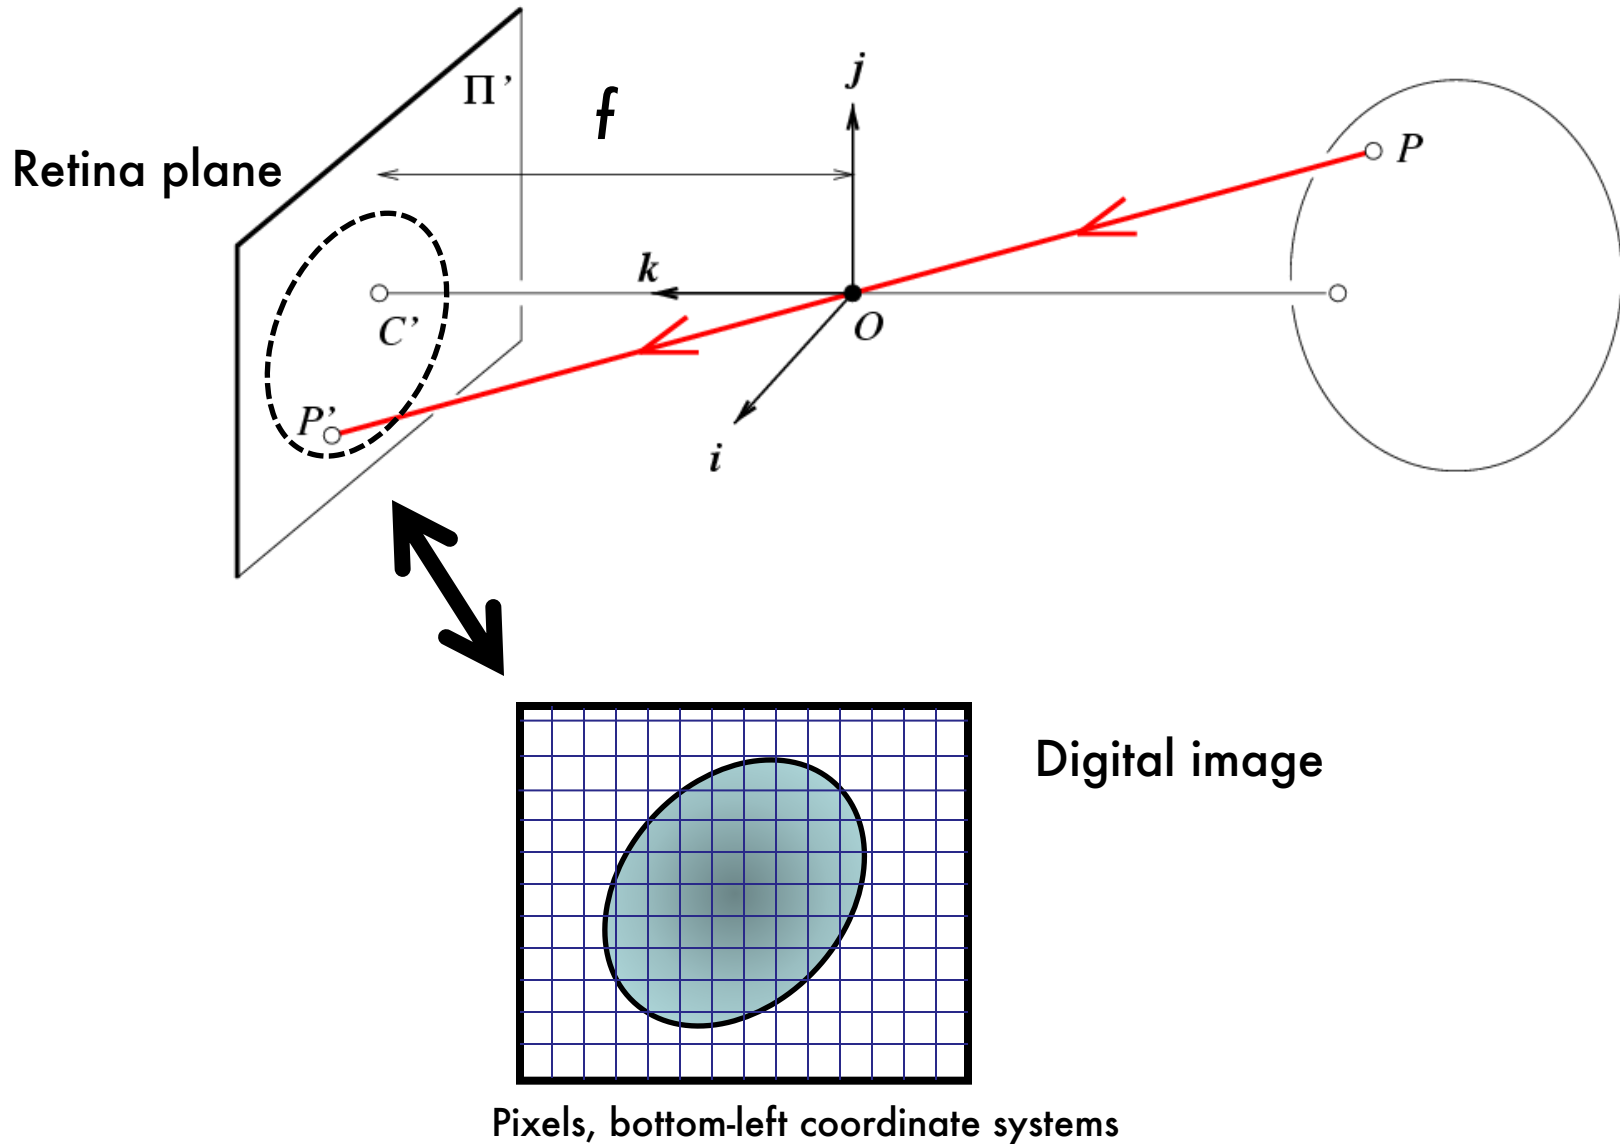 j
Π’
f
Retina plane
P
k
C’
O
P’
i
Digital image
Pixels, bottom-left coordinate systems